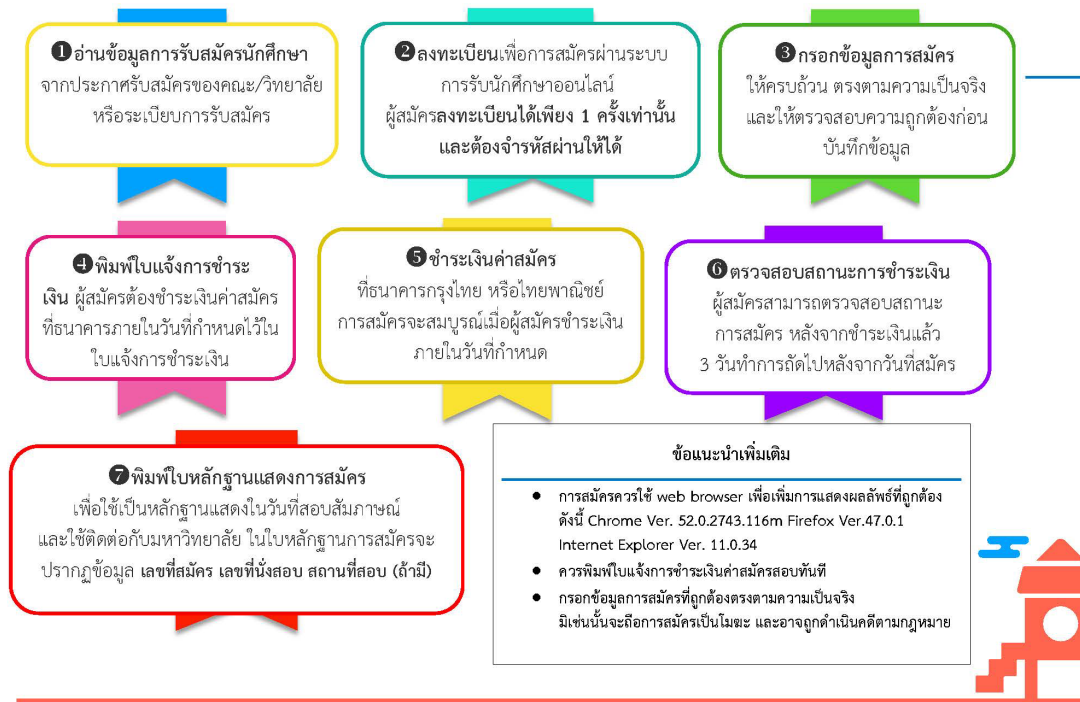 ❶อ่านข้อมูลการรับสมัครนักศึกษา
จากประกาศรับสมัครของคณะ/วิทยาลัย
หรือระเบียบการรับสมัคร
❷ลงทะเบียนเพื่อการสมัครผ่านระบบ
การรับนักศึกษาออนไลน์
ผู้สมัครลงทะเบียนได้เพียง 1 ครั้งเท่านั้น
และต้องจำรหัสผ่านให้ได้
❸กรอกข้อมูลการสมัคร
ให้ครบถ้วน ตรงตามความเป็นจริง
และให้ตรวจสอบความถูกต้องก่อน
บันทึกข้อมูล
❹พิมพ์ใบแจ้งการชำระ
เงิน ผู้สมัครต้องชำระเงินค่าสมัคร
ที่ธนาคารภายในวันที่กำหนดไว้ใน
ใบแจ้งการชำระเงิน
❺ชำระเงินค่าสมัคร
ที่ธนาคารกรุงไทย หรือไทยพาณิชย์
การสมัครจะสมบูรณ์เมื่อผู้สมัครชำระเงิน
ภายในวันที่กำหนด
❻ตรวจสอบสถานะการชำระเงิน
ผู้สมัครสามารถตรวจสอบสถานะ
การสมัคร หลังจากชำระเงินแล้ว
3 วันทำการถัดไปหลังจากวันที่สมัคร
❼พิมพ์ใบหลักฐานแสดงการสมัคร
เพื่อใช้เป็นหลักฐานแสดงในวันที่สอบสัมภาษณ์
และใช้ติดต่อกับมหาวิทยาลัย ในใบหลักฐานการสมัครจะ
ปรากฏข้อมูล เลขที่สมัคร เลขที่นั่งสอบ สถานที่สอบ (ถ้ามี)
ข้อแนะนำเพิ่มเติม
● การสมัครควรใช้ web browser เพื่อเพิ่มการแสดงผลลัพธ์ที่ถูกต้อง
ดังนี้ Chrome Ver. 52.0.2743.116m Firefox Ver.47.0.1
Internet Explorer Ver. 11.0.34
● ควรพิมพ์ใบแจ้งการชำระเงินค่าสมัครสอบทันที
● กรอกข้อมูลการสมัครที่ถูกต้องตรงตามความเป็นจริง
มิเช่นนั้นจะถือการสมัครเป็นโมฆะ และอาจถูกดำเนินคดีตามกฎหมาย